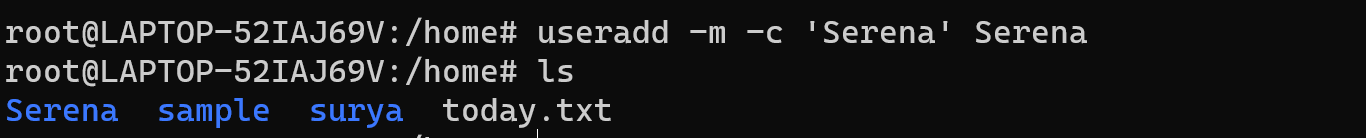 root@LAPTOP-52IAJ69V:/home# useradd -m -c 'Serena' Serena
root@LAPTOP-52IAJ69V:/home# ls
Serena  sample  surya  today.txt